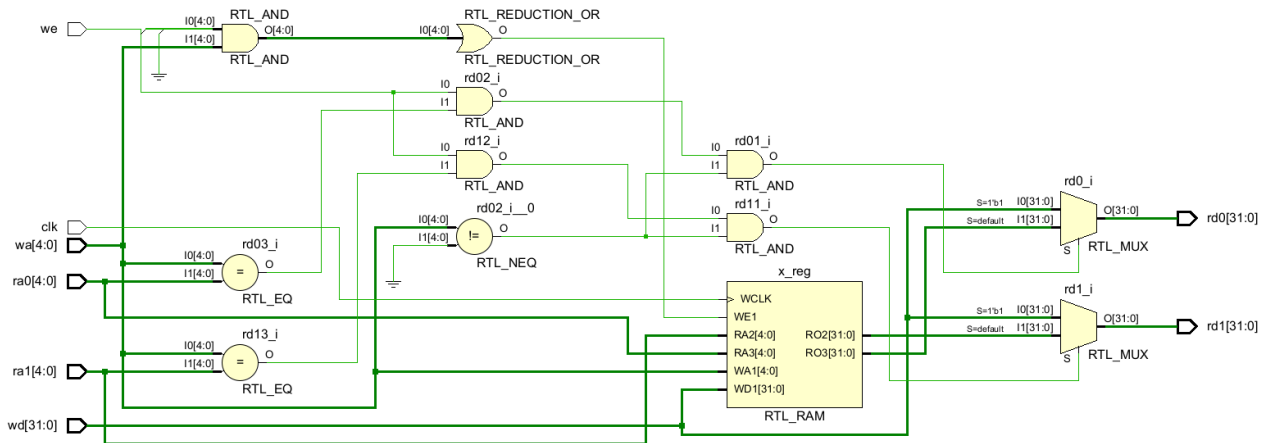 RTL_AND
RTL_REDUCTION_OR
we
I0[4:0]
O[4:0]
I0[4:0]
O
I1[4:0]
RTL_AND
RTL_REDUCTION_OR
rd02_i
I0
O
I1
RTL_AND
rd12_i
I0
O
I1
RTL_AND
rd01_i
I0
O
I1
RTL_AND
rd02_i__0
I0[4:0]
!=
O
I1[4:0]
RTL_NEQ
rd11_i
I0
O
I1
RTL_AND
rd0_i
S=1'b1
I0[31:0]
O[31:0]
rd0[31:0]
S=default
I1[31:0]
S
RTL_MUX
clk
wa[4:0]
rd03_i
I0[4:0]
=
O
I1[4:0]
RTL_EQ
ra0[4:0]
x_reg
WCLK
WE1
RA2[4:0]
RO2[31:0]
RA3[4:0]
RO3[31:0]
WA1[4:0]
WD1[31:0]
RTL_RAM
rd1_i
S=1'b1
I0[31:0]
O[31:0]
rd1[31:0]
S=default
I1[31:0]
S
RTL_MUX
rd13_i
I0[4:0]
=
O
I1[4:0]
RTL_EQ
ra1[4:0]
wd[31:0]